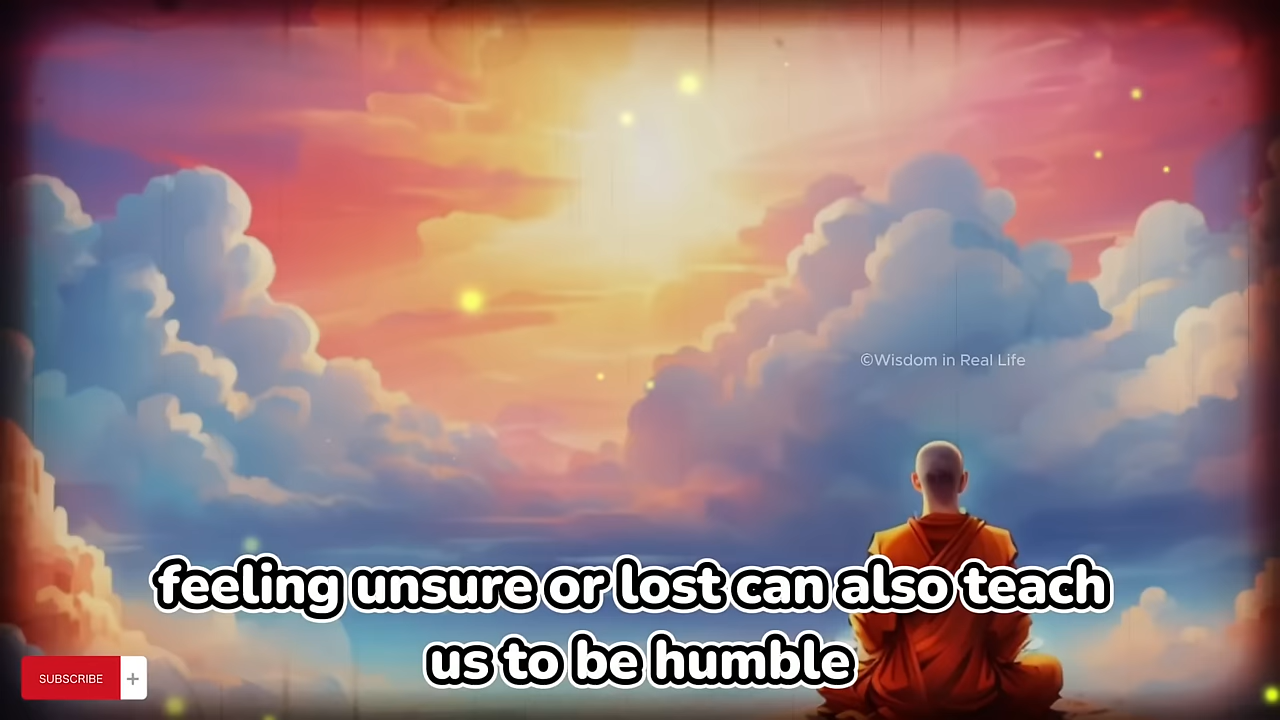 ©Wisdom in Real Life
feeling unsure or lost can also teach
us to be humble
SUBSCRIBE +